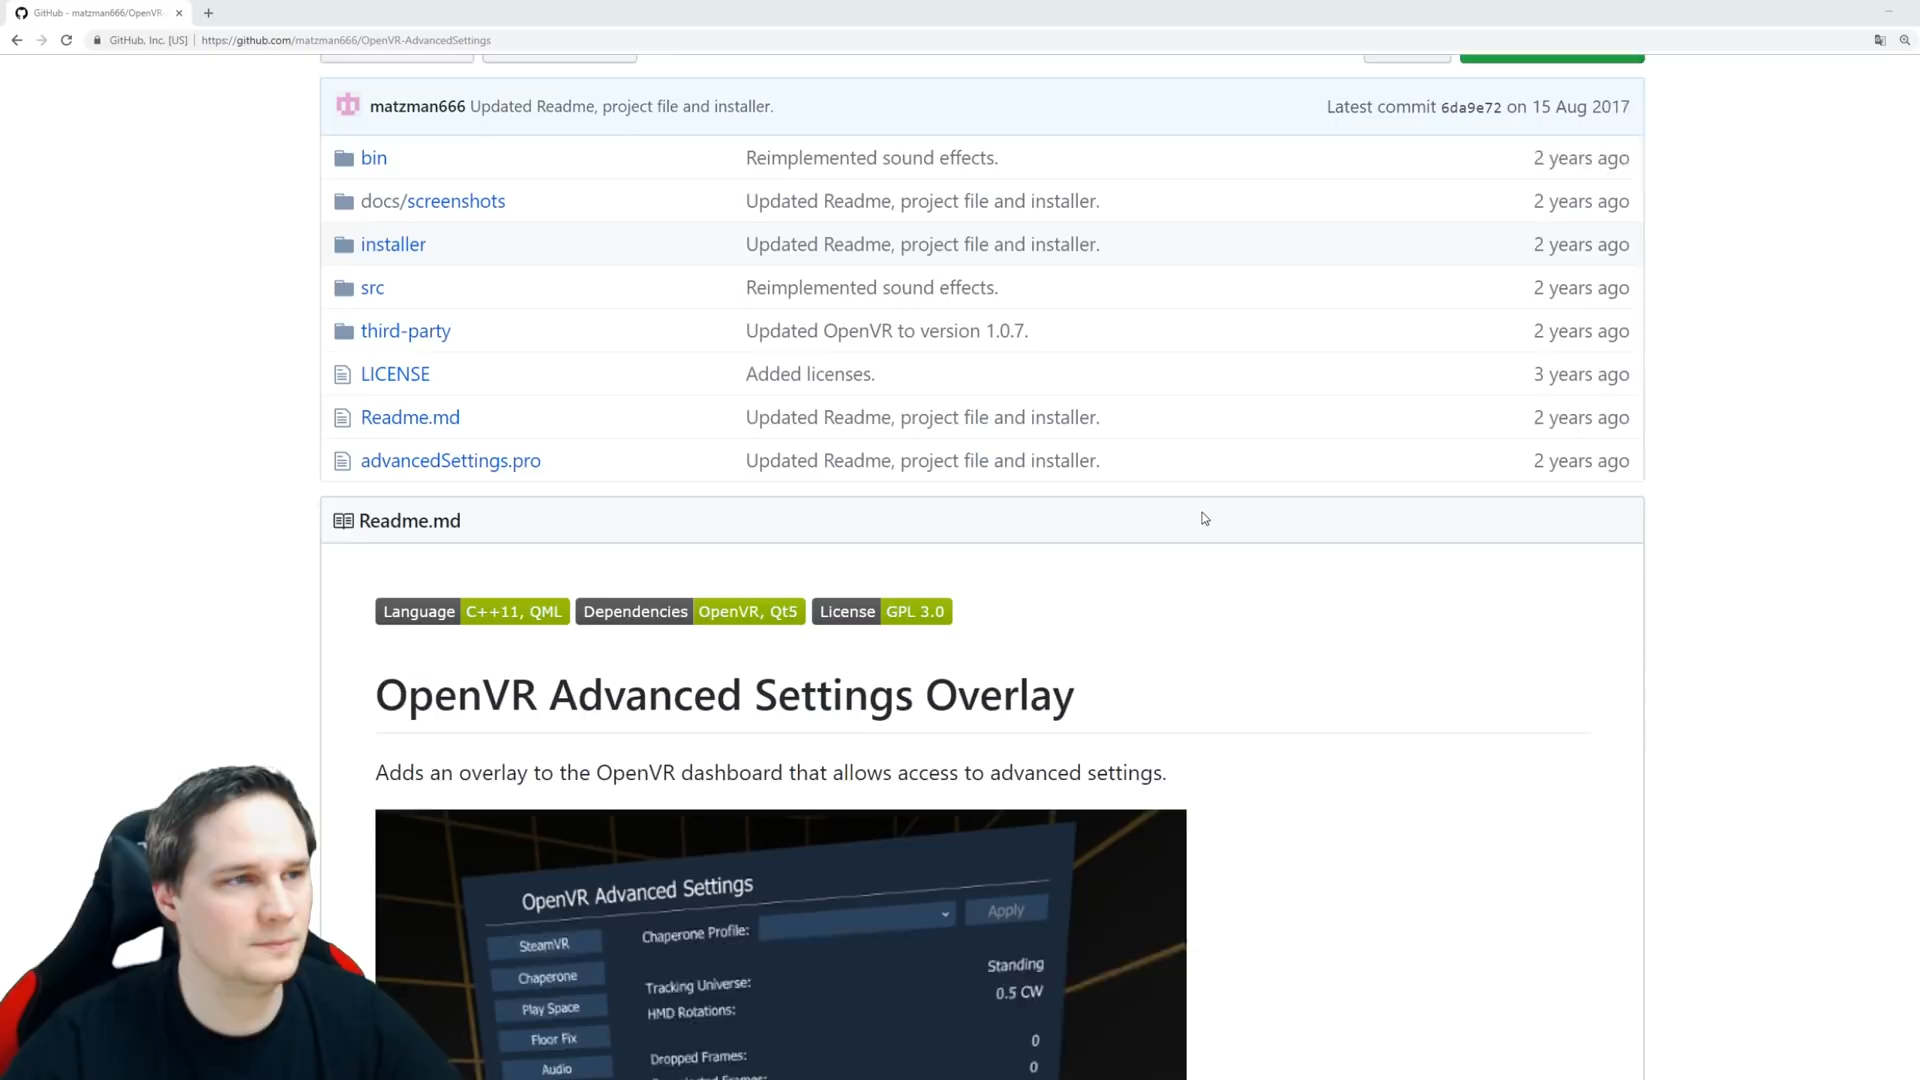 GitHub - matzman666/OpenVR-
GitHub, Inc. [US] | https://github.com/matzman666/OpenVR-AdvancedSettings
matzman666 Updated Readme, project file and installer. Latest commit 6da9e72 on 15 Aug 2017
bin Reimplemented sound effects. 2 years ago
docs/screenshots Updated Readme, project file and installer. 2 years ago
installer Updated Readme, project file and installer. 2 years ago
src Reimplemented sound effects. 2 years ago
third-party Updated OpenVR to version 1.0.7. 2 years ago
LICENSE Added licenses. 3 years ago
Readme.md Updated Readme, project file and installer. 2 years ago
advancedSettings.pro Updated Readme, project file and installer. 2 years ago
Readme.md
Language C++11, QML Dependencies OpenVR, Qt5 License GPL 3.0
OpenVR Advanced Settings Overlay
Adds an overlay to the OpenVR dashboard that allows access to advanced settings.
OpenVR Advanced Settings
SteamVR Chaperone Profile: Apply
Chaperone Tracking Universe: Standing
Play Space HMD Rotations: 0.5 CW
Floor Fix Dropped Frames: 0
Audio 0